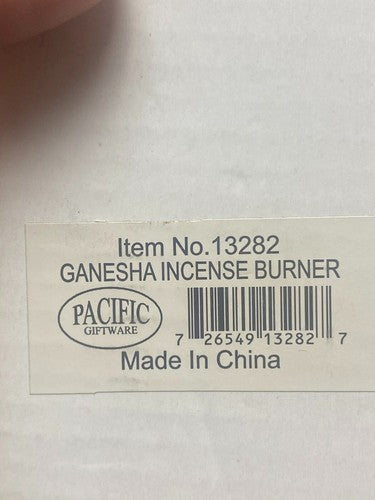 Item No.13282
GANESHA INCENSE BURNER
PACIFIC
GIFTWARE
7 26549 13282 7
Made In China